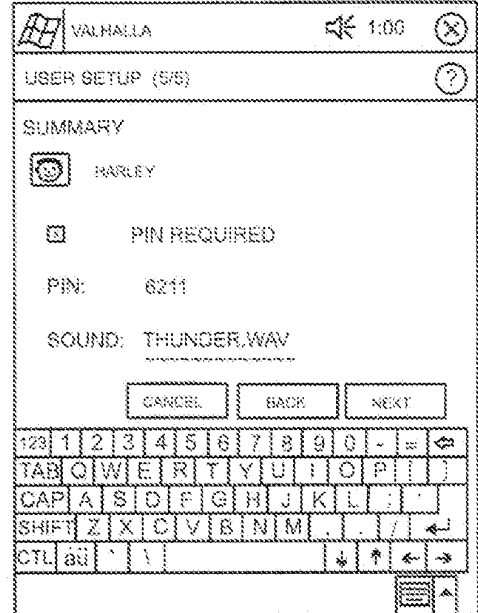 VALHALLA 1:00
USER SETUP (5/5)
?
SUMMARY
HARLEY
PIN REQUIRED
PIN: 6211
SOUND: THUNDER.WAV
CANCEL BACK NEXT
123 1 2 3 4 5 6 7 8 9 0 - =
TAB Q W E R T Y U I O P [ ]
CAP A S D F G H J K L ; '
SHIFT Z X C V B N M , . /
CTL áü ` \